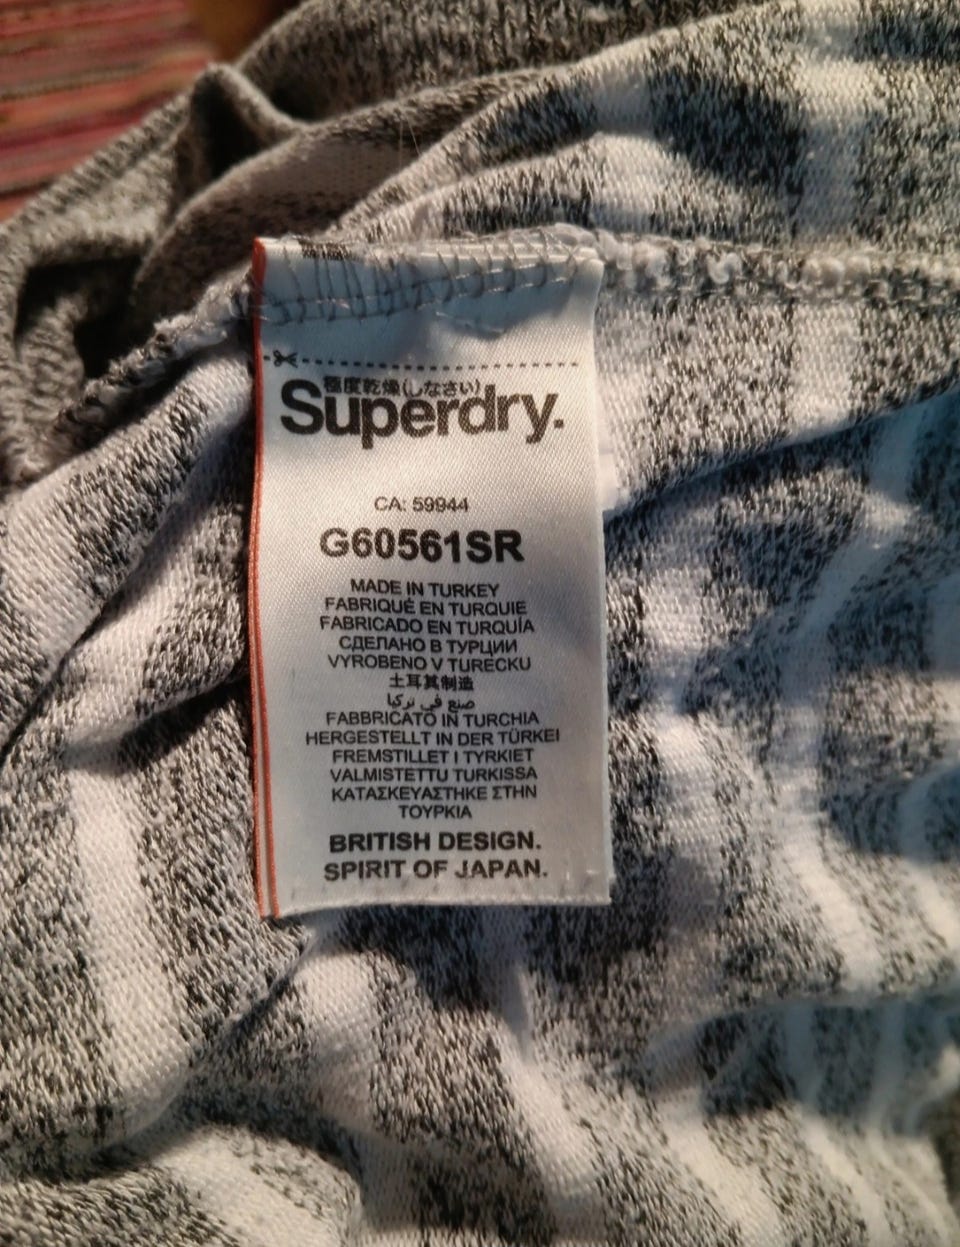 極度乾燥(しなさい)
Superdry.
CA: 59944
G60561SR
MADE IN TURKEY
FABRIQUÉ EN TURQUIE
FABRICADO EN TURQUÍA
СДЕЛАНО В ТУРЦИИ
VYROBENO V TURECKU
土耳其制造
صنع في تركيا
FABBRICATO IN TURCHIA
HERGESTELLT IN DER TÜRKEI
FREMSTILLET I TYRKIET
VALMISTETTU TURKISSA
ΚΑΤΑΣΚΕΥΑΣΤΗΚΕ ΣΤΗΝ
ΤΟΥΡΚΙΑ
BRITISH DESIGN.
SPIRIT OF JAPAN.